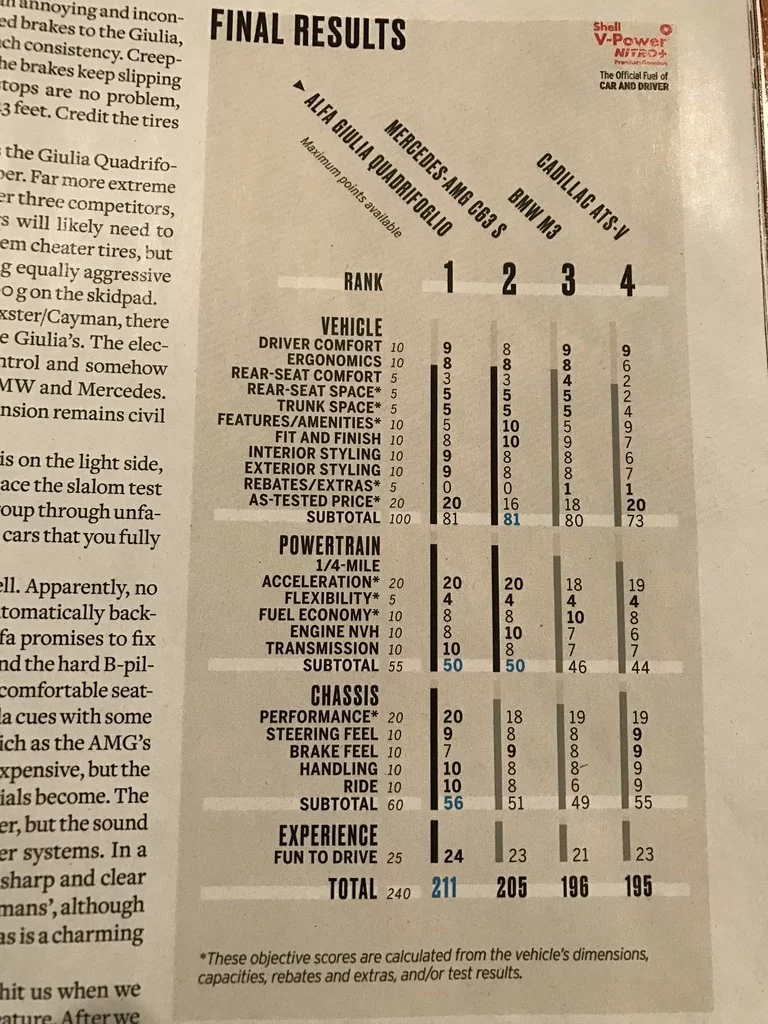 n annoying and incon-
ed brakes to the Giulia,
ch consistency. Creep-
he brakes keep slipping
stops are no problem,
3 feet. Credit the tires
the Giulia Quadrifo-
per. Far more extreme
er three competitors,
s will likely need to
em cheater tires, but
g equally aggressive
0 g on the skidpad.
xster/Cayman, there
e Giulia's. The elec-
ntrol and somehow
MW and Mercedes.
nsion remains civil
is on the light side,
ace the slalom test
oup through unfa-
cars that you fully
ell. Apparently, no
tomatically back-
fa promises to fix
nd the hard B-pil-
comfortable seat-
la cues with some
ich as the AMG's
xpensive, but the
ials become. The
er, but the sound
er systems. In a
sharp and clear
mans', although
as is a charming
hit us when we
eature. After we
FINAL RESULTS
Shell
V-Power
NiTRO+
Premium Gasoline
The Official Fuel of
CAR AND DRIVER
Maximum points available
ALFA GIULIA QUADRIFOGLIO
MERCEDES-AMG C63 S
BMW M3
CADILLAC ATS-V
RANK 1 2 3 4
VEHICLE
DRIVER COMFORT 10 9 8 9 9
ERGONOMICS 10 8 8 8 6
REAR-SEAT COMFORT 5 3 3 4 2
REAR-SEAT SPACE* 5 5 5 5 2
TRUNK SPACE* 5 5 5 5 4
FEATURES/AMENITIES* 10 5 10 5 9
FIT AND FINISH 10 8 10 9 7
INTERIOR STYLING 10 9 8 8 6
EXTERIOR STYLING 10 9 8 8 7
REBATES/EXTRAS* 5 0 0 1 1
AS-TESTED PRICE* 20 20 16 18 20
SUBTOTAL 100 81 81 80 73
POWERTRAIN
1/4-MILE
ACCELERATION* 20 20 20 18 19
FLEXIBILITY* 5 4 4 4 4
FUEL ECONOMY* 10 8 8 10 8
ENGINE NVH 10 8 10 7 6
TRANSMISSION 10 10 8 7 7
SUBTOTAL 55 50 50 46 44
CHASSIS
PERFORMANCE* 20 20 18 19 19
STEERING FEEL 10 9 8 8 9
BRAKE FEEL 10 7 9 8 9
HANDLING 10 10 8 8 9
RIDE 10 10 8 6 9
SUBTOTAL 60 56 51 49 55
EXPERIENCE
FUN TO DRIVE 25 24 23 21 23
TOTAL 240 211 205 196 195
*These objective scores are calculated from the vehicle's dimensions,
capacities, rebates and extras, and/or test results.